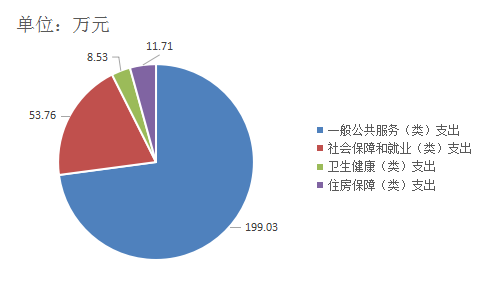 单位：万元
11.71
8.53
53.76
199.03
一般公共服务（类）支出
社会保障和就业（类）支出
卫生健康（类）支出
住房保障（类）支出